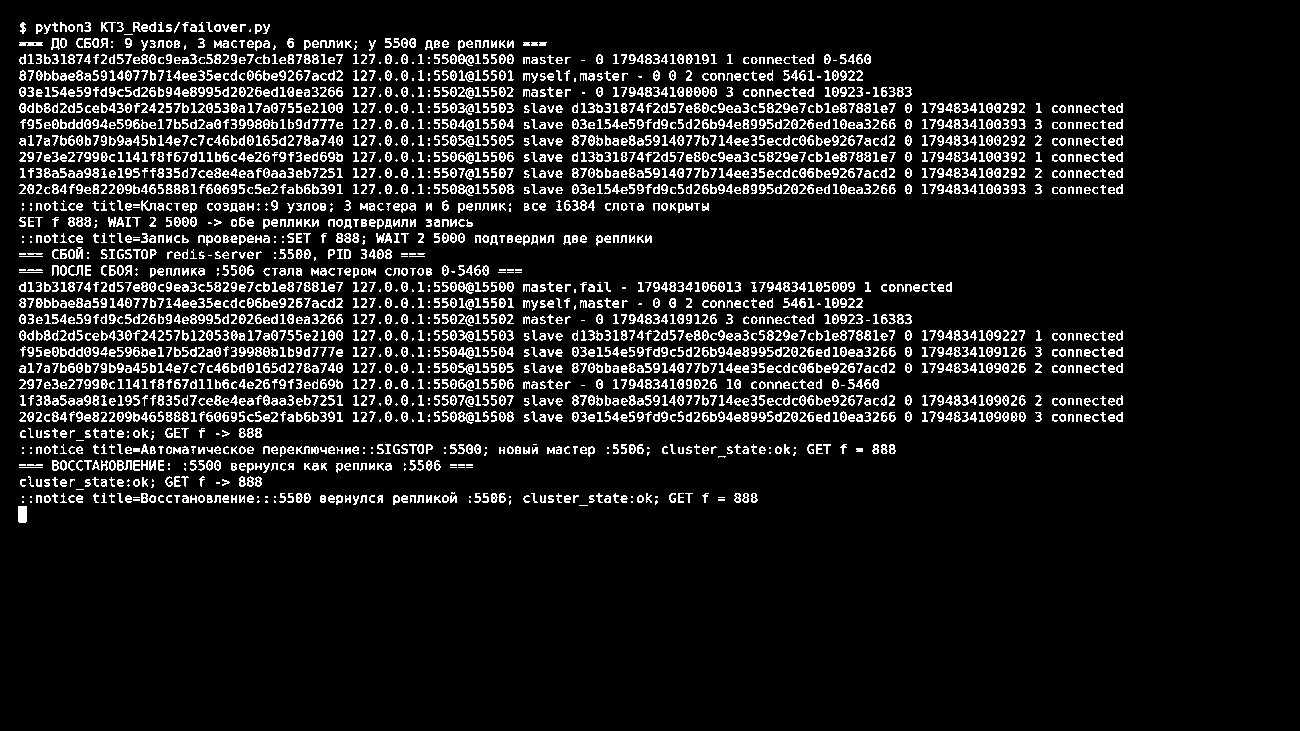 $ python3 KT3_Redis/failover.py
=== ДО СБОЯ: 9 узлов, 3 мастера, 6 реплик; у 5500 две реплики ===
d13b31874f2d57e80c9ea3c5829e7cb1e87881e7 127.0.0.1:5500@15500 master - 0 1794834100191 1 connected 0-5460
870bbae8a5914077b714ee35ecdc06be9267acd2 127.0.0.1:5501@15501 myself,master - 0 0 2 connected 5461-10922
03e154e59fd9c5d26b94e8995d2026ed10ea3266 127.0.0.1:5502@15502 master - 0 1794834100000 3 connected 10923-16383
0db8d2d5ceb430f24257b120530a17a0755e2100 127.0.0.1:5503@15503 slave d13b31874f2d57e80c9ea3c5829e7cb1e87881e7 0 1794834100292 1 connected
f95e0bdd094e596be17b5d2a0f39980b1b9d777e 127.0.0.1:5504@15504 slave 03e154e59fd9c5d26b94e8995d2026ed10ea3266 0 1794834100393 3 connected
a17a7b60b79b9a45b14e7c7c46bd0165d278a740 127.0.0.1:5505@15505 slave 870bbae8a5914077b714ee35ecdc06be9267acd2 0 1794834100292 2 connected
297e3e27990c1141f8f67d11b6c4e26f9f3ed69b 127.0.0.1:5506@15506 slave d13b31874f2d57e80c9ea3c5829e7cb1e87881e7 0 1794834100392 1 connected
1f38a5aa981e195ff835d7ce8e4eaf0aa3eb7251 127.0.0.1:5507@15507 slave 870bbae8a5914077b714ee35ecdc06be9267acd2 0 1794834100292 2 connected
202c84f9e82209b4658881f60695c5e2fab6b391 127.0.0.1:5508@15508 slave 03e154e59fd9c5d26b94e8995d2026ed10ea3266 0 1794834100393 3 connected
::notice title=Кластер создан::9 узлов; 3 мастера и 6 реплик; все 16384 слота покрыты
SET f 888; WAIT 2 5000 -> обе реплики подтвердили запись
::notice title=Запись проверена::SET f 888; WAIT 2 5000 подтвердил две реплики
=== СБОЙ: SIGSTOP redis-server :5500, PID 3408 ===
=== ПОСЛЕ СБОЯ: реплика :5506 стала мастером слотов 0-5460 ===
d13b31874f2d57e80c9ea3c5829e7cb1e87881e7 127.0.0.1:5500@15500 master,fail - 1794834106013 1794834105009 1 connected
870bbae8a5914077b714ee35ecdc06be9267acd2 127.0.0.1:5501@15501 myself,master - 0 0 2 connected 5461-10922
03e154e59fd9c5d26b94e8995d2026ed10ea3266 127.0.0.1:5502@15502 master - 0 1794834109126 3 connected 10923-16383
0db8d2d5ceb430f24257b120530a17a0755e2100 127.0.0.1:5503@15503 slave d13b31874f2d57e80c9ea3c5829e7cb1e87881e7 0 1794834109227 1 connected
f95e0bdd094e596be17b5d2a0f39980b1b9d777e 127.0.0.1:5504@15504 slave 03e154e59fd9c5d26b94e8995d2026ed10ea3266 0 1794834109126 3 connected
a17a7b60b79b9a45b14e7c7c46bd0165d278a740 127.0.0.1:5505@15505 slave 870bbae8a5914077b714ee35ecdc06be9267acd2 0 1794834109026 2 connected
297e3e27990c1141f8f67d11b6c4e26f9f3ed69b 127.0.0.1:5506@15506 master - 0 1794834109026 10 connected 0-5460
1f38a5aa981e195ff835d7ce8e4eaf0aa3eb7251 127.0.0.1:5507@15507 slave 870bbae8a5914077b714ee35ecdc06be9267acd2 0 1794834109026 2 connected
202c84f9e82209b4658881f60695c5e2fab6b391 127.0.0.1:5508@15508 slave 03e154e59fd9c5d26b94e8995d2026ed10ea3266 0 1794834109000 3 connected
cluster_state:ok; GET f -> 888
::notice title=Автоматическое переключение::SIGSTOP :5500; новый мастер :5506; cluster_state:ok; GET f = 888
=== ВОССТАНОВЛЕНИЕ: :5500 вернулся как реплика :5506 ===
cluster_state:ok; GET f -> 888
::notice title=Восстановление:::5500 вернулся репликой :5506; cluster_state:ok; GET f = 888